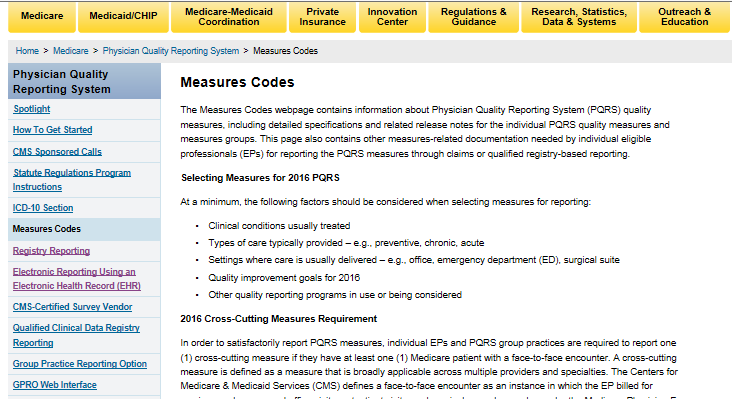 Medicare
Medicaid/CHIP
Medicare-Medicaid
Coordination
Private
Insurance
Innovation
Center
Regulations &
Guidance
Research, Statistics,
Data & Systems
Outreach &
Education
Home > Medicare > Physician Quality Reporting System > Measures Codes
Physician Quality
Reporting System
Spotlight
How To Get Started
CMS Sponsored Calls
Statute Regulations Program
Instructions
ICD-10 Section
Measures Codes
Registry Reporting
Electronic Reporting Using an
Electronic Health Record (EHR)
CMS-Certified Survey Vendor
Qualified Clinical Data Registry
Reporting
Group Practice Reporting Option
GPRO Web Interface
Measures Codes
The Measures Codes webpage contains information about Physician Quality Reporting System (PQRS) quality
measures, including detailed specifications and related release notes for the individual PQRS quality measures and
measures groups. This page also contains other measures-related documentation needed by individual eligible
professionals (EPs) for reporting the PQRS measures through claims or qualified registry-based reporting.
Selecting Measures for 2016 PQRS
At a minimum, the following factors should be considered when selecting measures for reporting:
• Clinical conditions usually treated
• Types of care typically provided – e.g., preventive, chronic, acute
• Settings where care is usually delivered – e.g., office, emergency department (ED), surgical suite
• Quality improvement goals for 2016
• Other quality reporting programs in use or being considered
2016 Cross-Cutting Measures Requirement
In order to satisfactorily report PQRS measures, individual EPs and PQRS group practices are required to report one
(1) cross-cutting measure if they have at least one (1) Medicare patient with a face-to-face encounter. A cross-cutting
measure is defined as a measure that is broadly applicable across multiple providers and specialties. The Centers for
Medicare & Medicaid Services (CMS) defines a face-to-face encounter as an instance in which the EP billed for